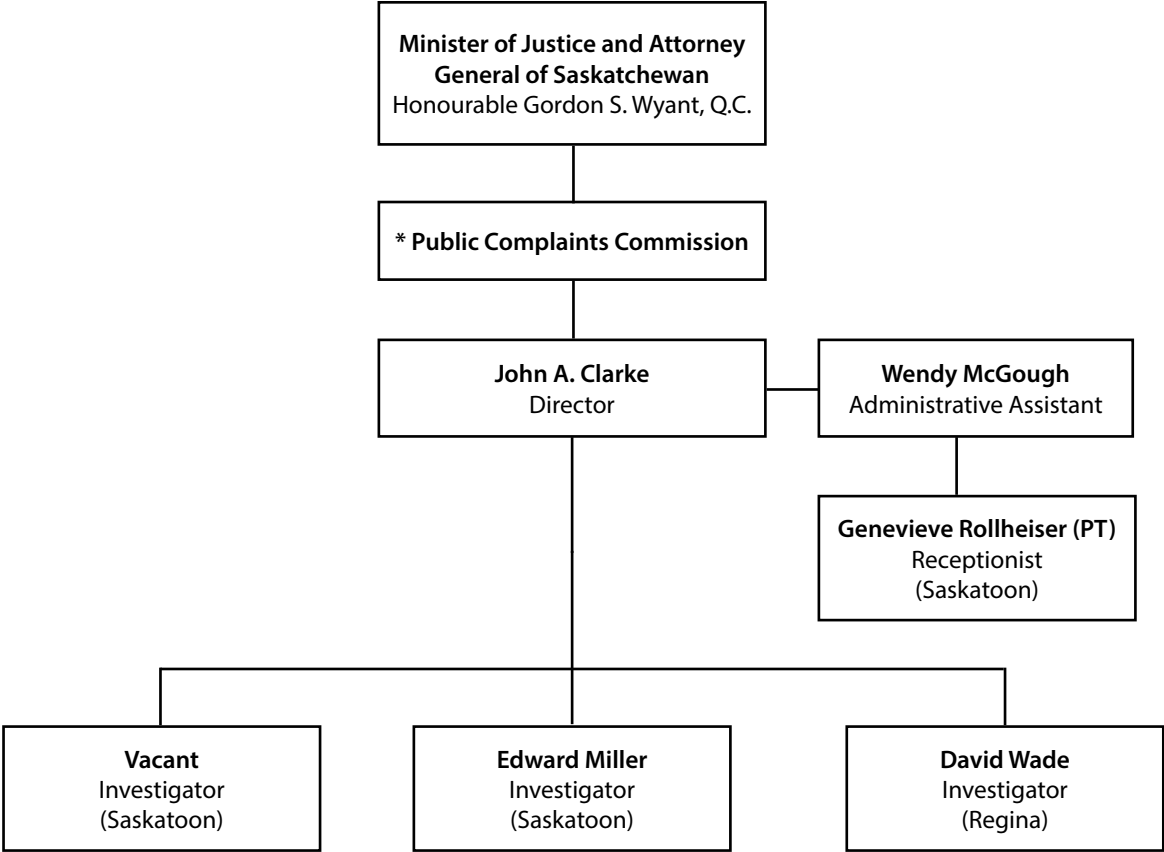 Minister of Justice and Attorney
General of Saskatchewan
Honourable Gordon S. Wyant, Q.C.
* Public Complaints Commission
John A. Clarke
Director
Wendy McGough
Administrative Assistant
Genevieve Rollheiser (PT)
Receptionist
(Saskatoon)
Vacant
Investigator
(Saskatoon)
Edward Miller
Investigator
(Saskatoon)
David Wade
Investigator
(Regina)